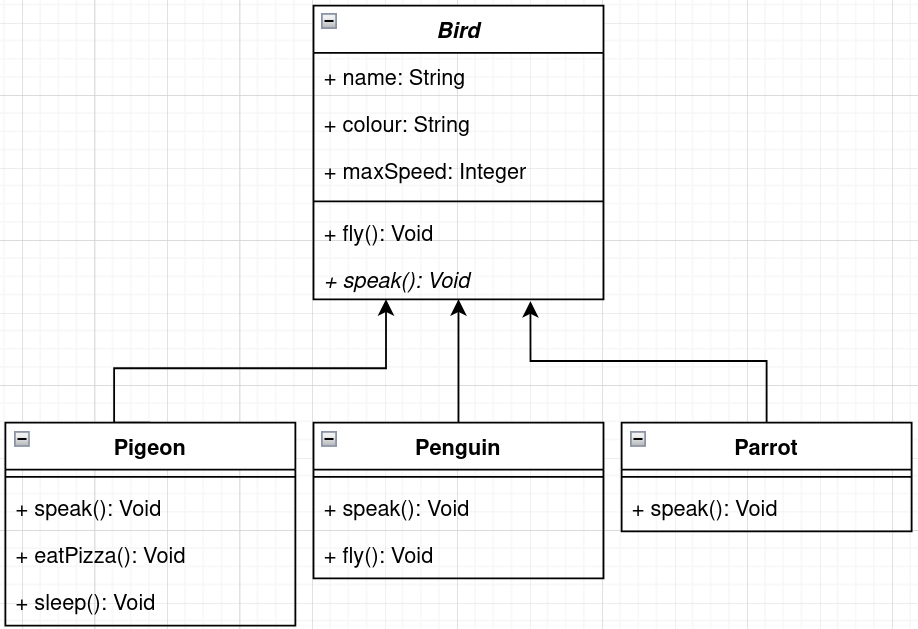 Bird
+ name: String
+ colour: String
+ maxSpeed: Integer
+ fly(): Void
+ speak(): Void
Pigeon
+ speak(): Void
+ eatPizza(): Void
+ sleep(): Void
Penguin
+ speak(): Void
+ fly(): Void
Parrot
+ speak(): Void